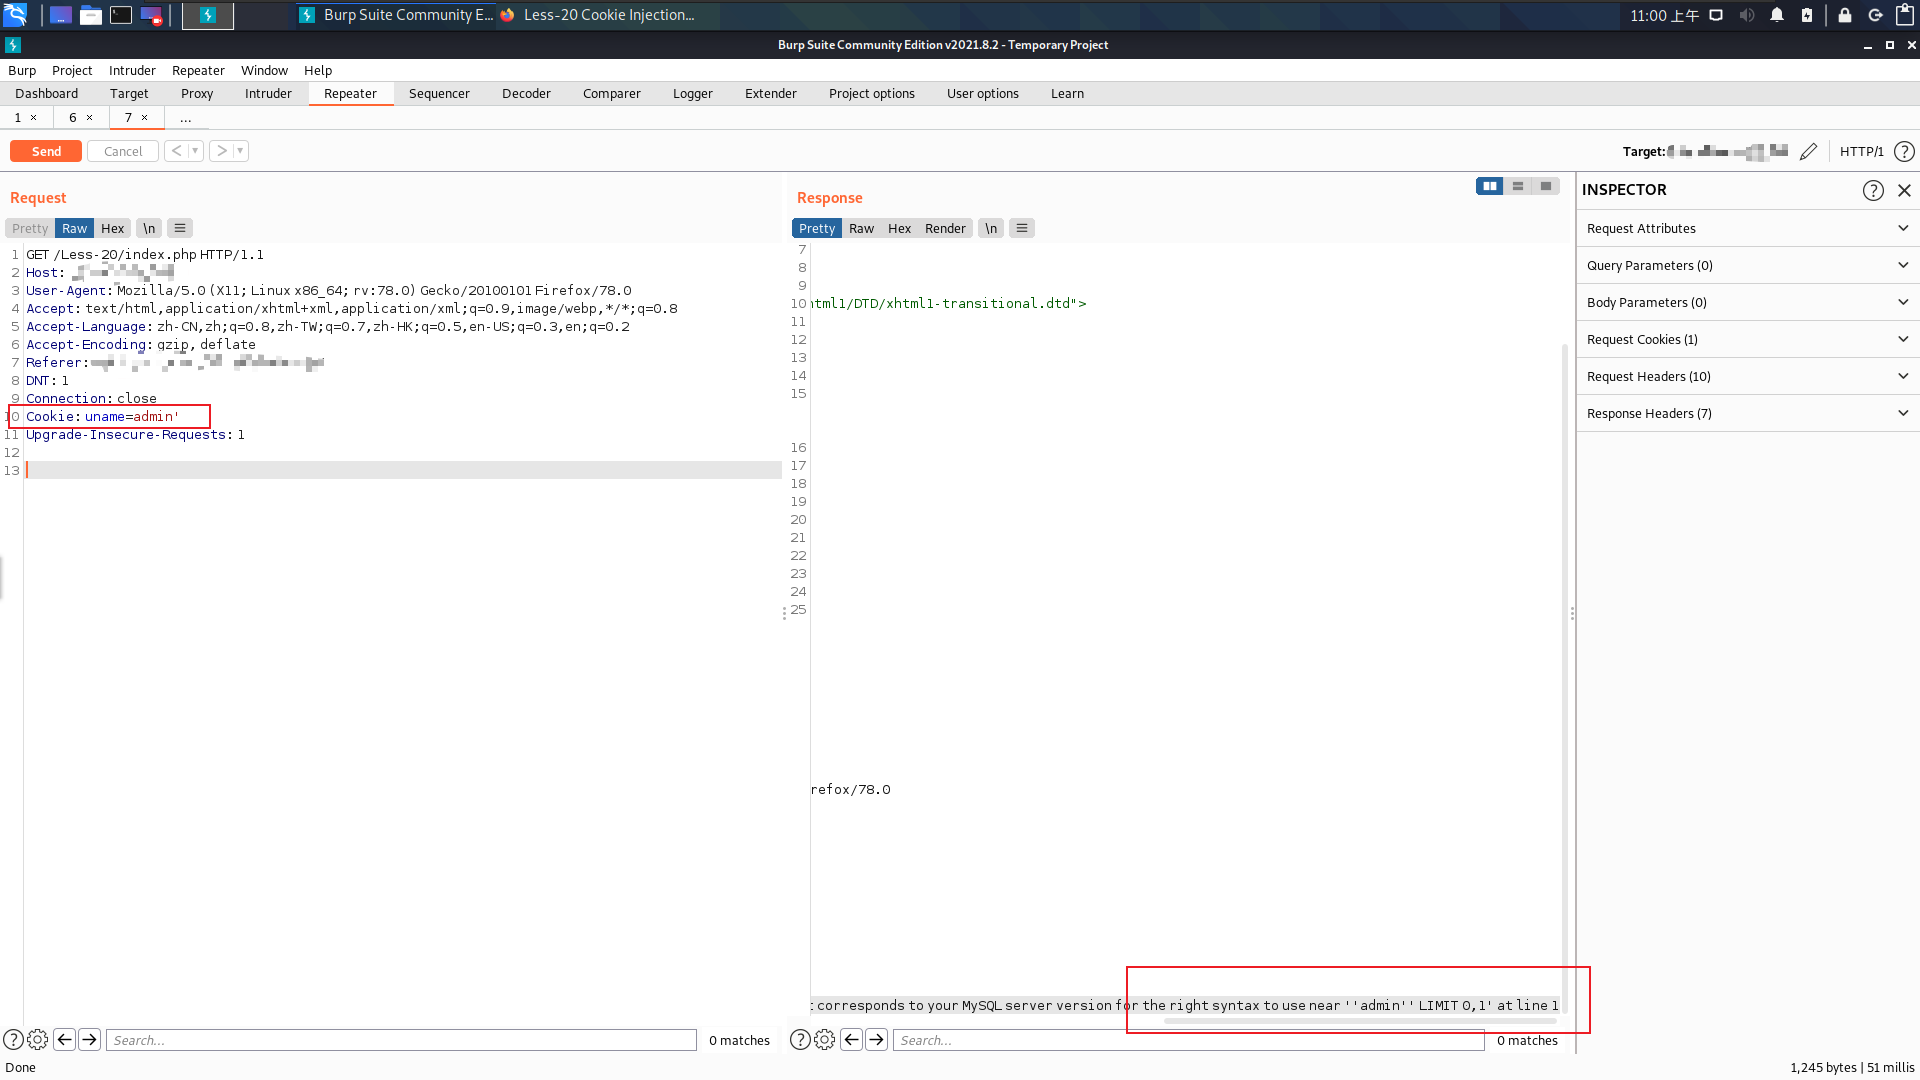 Burp Suite Community E...
Less-20 Cookie Injection...
11:00 上午
Burp Suite Community Edition v2021.8.2 - Temporary Project
Burp Project Intruder Repeater Window Help
Dashboard Target Proxy Intruder Repeater Sequencer Decoder Comparer Logger Extender Project options User options Learn
1 × 6 × 7 × ...
Send Cancel < ▾ > ▾ Target: HTTP/1 ?
Request
Pretty Raw Hex \n ≡
1 GET /Less-20/index.php HTTP/1.1
2 Host:
3 User-Agent: Mozilla/5.0 (X11; Linux x86_64; rv:78.0) Gecko/20100101 Firefox/78.0
4 Accept: text/html,application/xhtml+xml,application/xml;q=0.9,image/webp,*/*;q=0.8
5 Accept-Language: zh-CN,zh;q=0.8,zh-TW;q=0.7,zh-HK;q=0.5,en-US;q=0.3,en;q=0.2
6 Accept-Encoding: gzip, deflate
7 Referer:
8 DNT: 1
9 Connection: close
10 Cookie: uname=admin'
11 Upgrade-Insecure-Requests: 1
12
13
Search...
0 matches
Response
Pretty Raw Hex Render \n ≡
7
8
9
10 html1/DTD/xhtml1-transitional.dtd">
11
12
13
14
15
16
17
18
19
20
21
22
23
24
25
refox/78.0
t corresponds to your MySQL server version for the right syntax to use near ''admin'' LIMIT 0,1' at line 1
Search...
0 matches
INSPECTOR
Request Attributes
Query Parameters (0)
Body Parameters (0)
Request Cookies (1)
Request Headers (10)
Response Headers (7)
Done
1,245 bytes | 51 millis